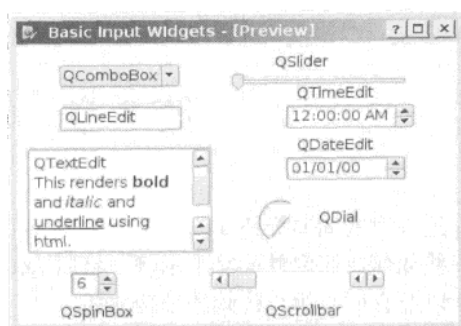 Basic Input Widgets - [Preview]
QComboBox
QSlider
QLineEdit
QTimeEdit
12:00:00 AM
QDateEdit
01/01/00
QTextEdit
This renders bold
and italic and
underline using
html.
QDial
6
QSpinBox
QScrollbar